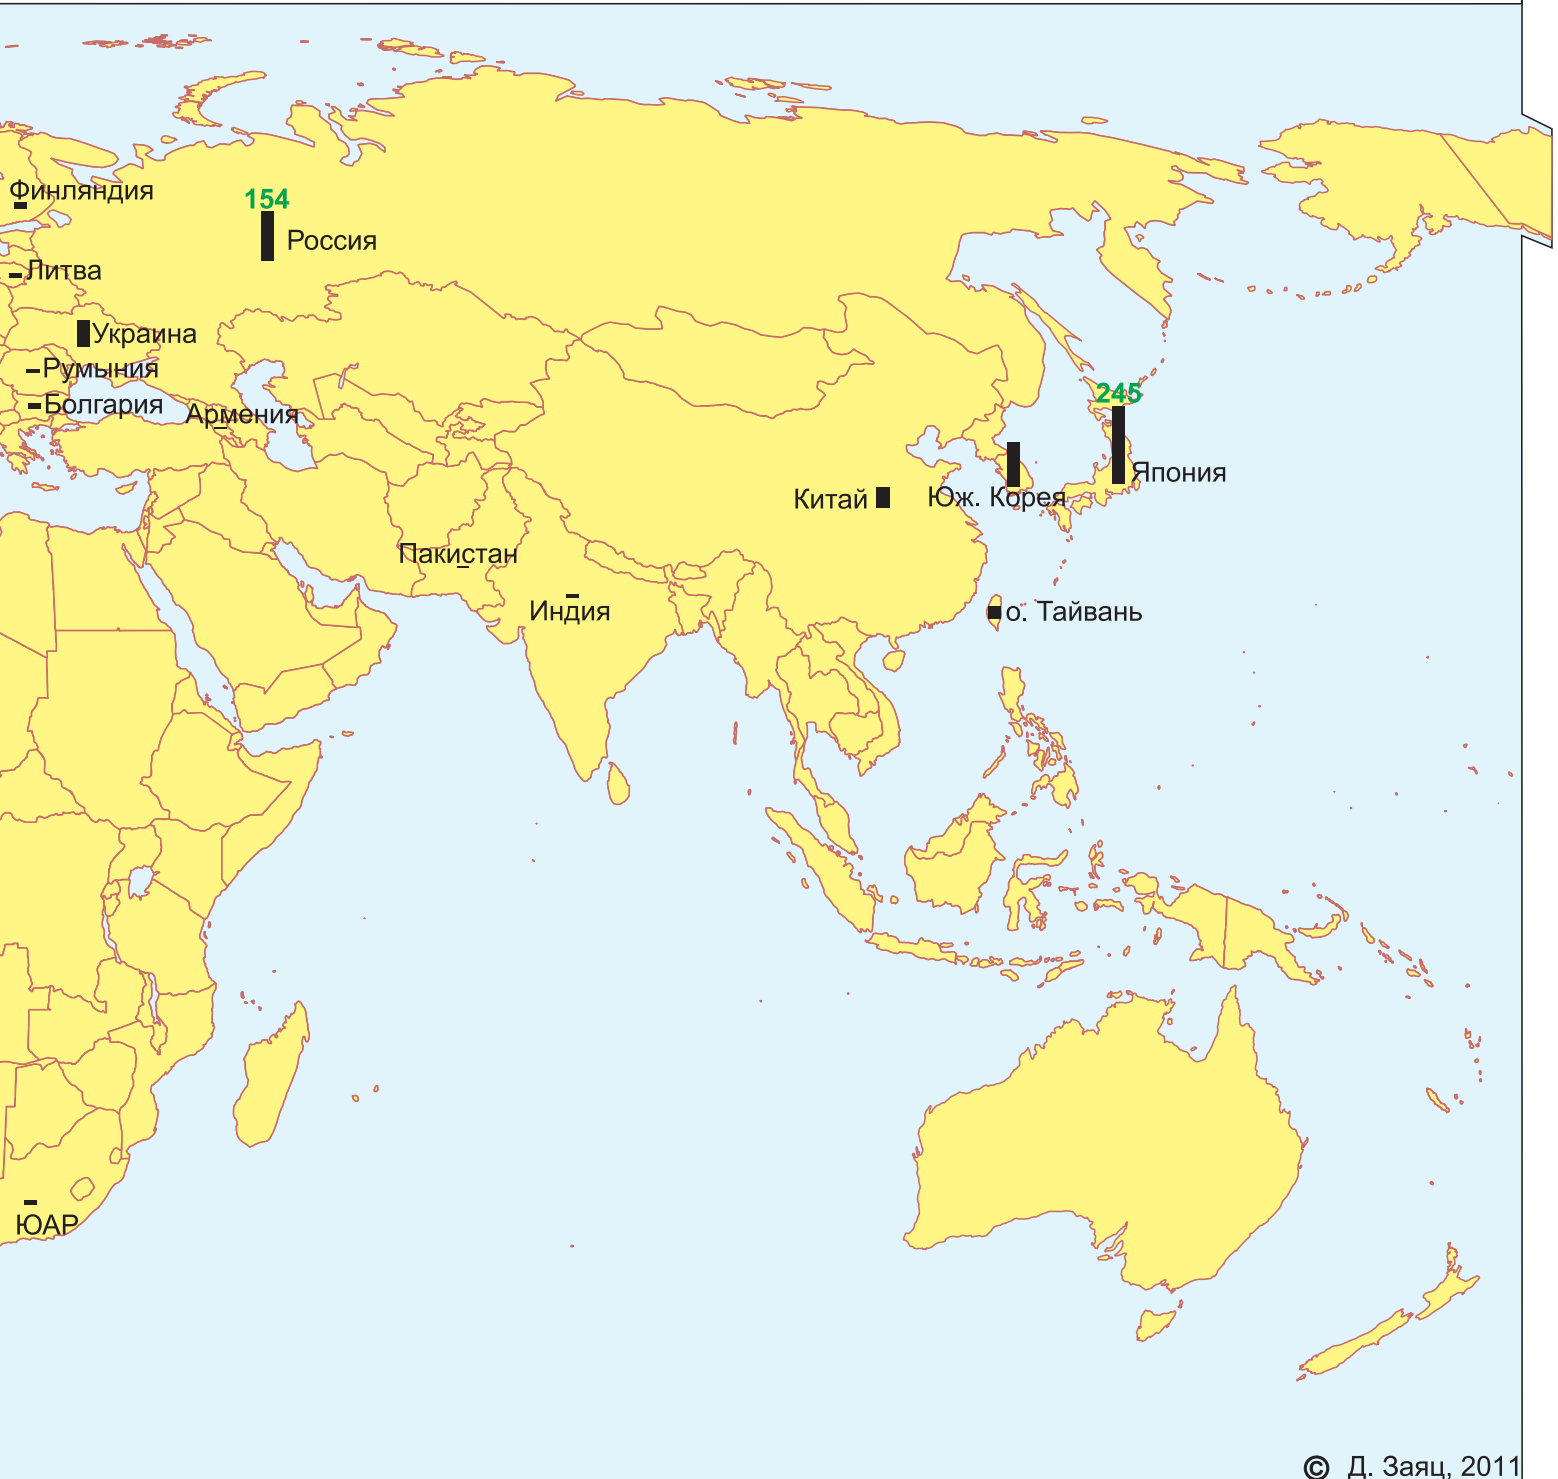 Финляндия
154
Россия
Литва
Украина
Румыния
Болгария
Армения
245
Япония
Китай
Юж. Корея
Пакистан
Индия
о. Тайвань
ЮАР
© Д. Заяц, 2011